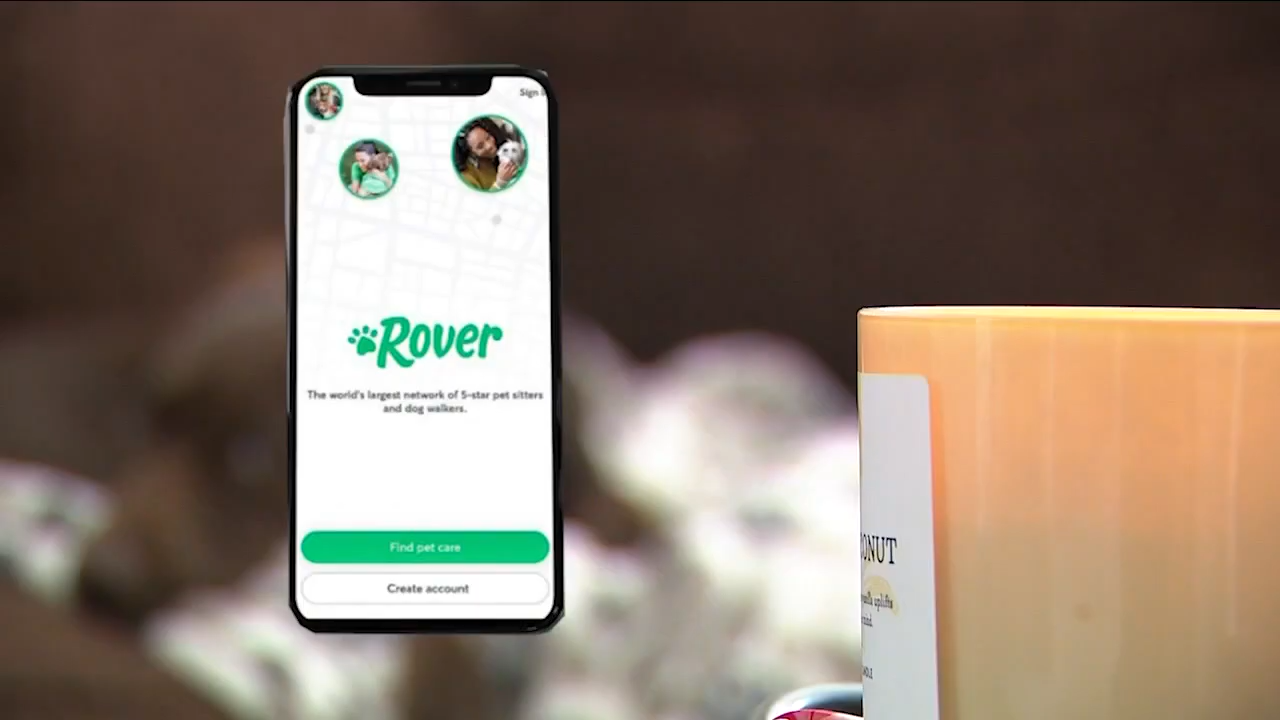 Sign
Rover
The world's largest network of 5-star pet sitters
and dog walkers.
Find pet care
Create account
ONUT
uplifts